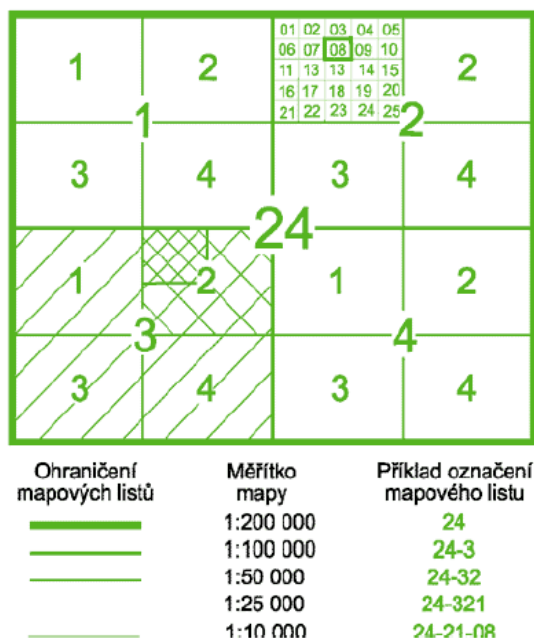 01 02 03 04 05
1 2 06 07 08 09 10 2
11 13 13 14 15
16 17 18 19 20
21 22 23 24 25
1 2
3 4 3 4
24
1 2 1 2
3 4
3 4 3 4
Ohraničení mapových listů
Měřítko mapy
Příklad označení mapového listu
1:200 000 24
1:100 000 24-3
1:50 000 24-32
1:25 000 24-321
1:10 000 24-21-08